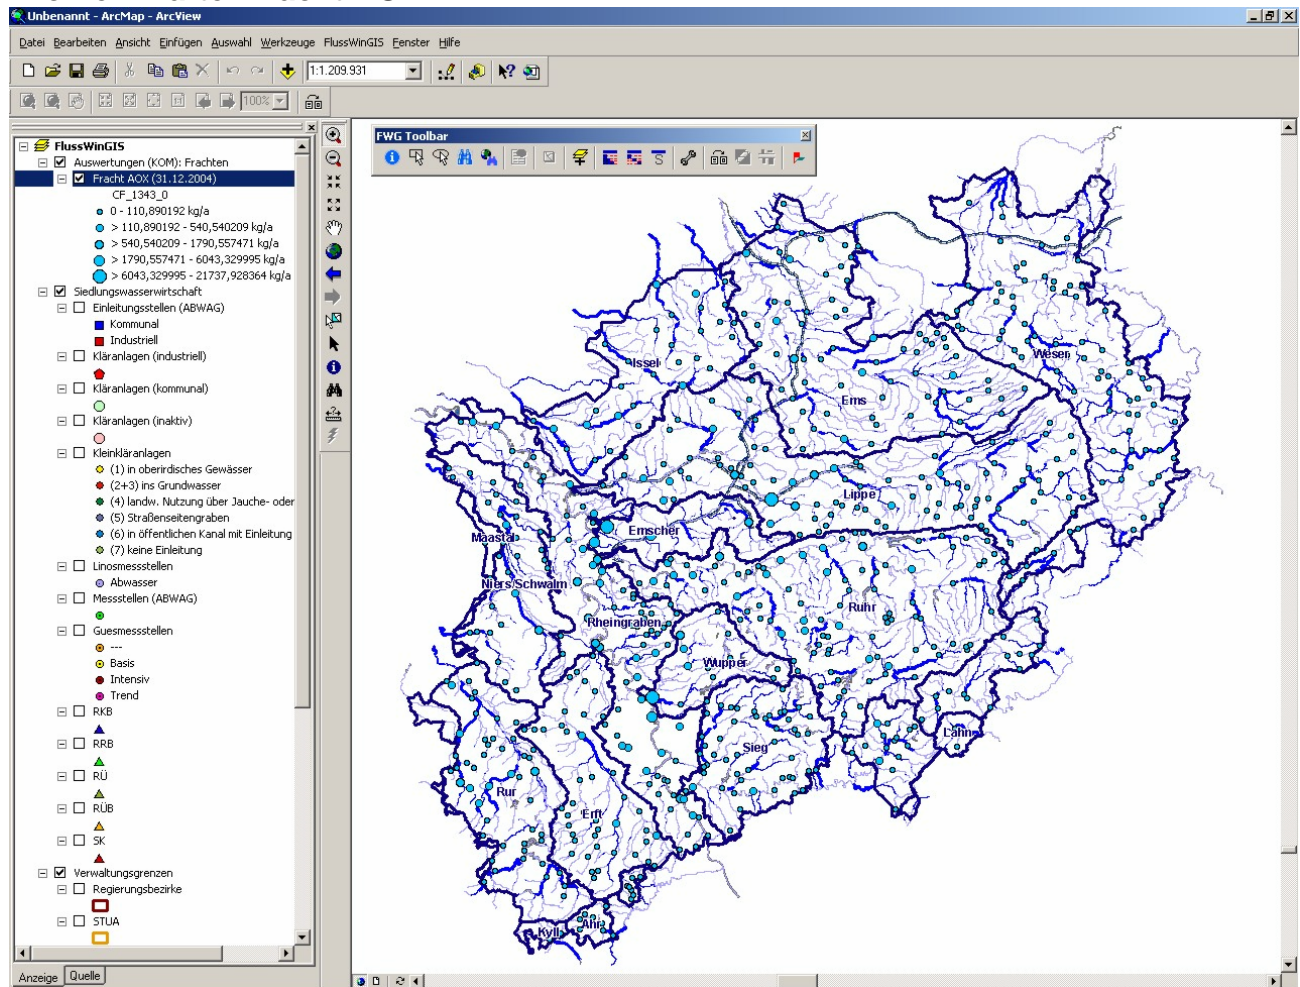 Unbenannt - ArcMap - ArcView
Datei Bearbeiten Ansicht Einfügen Auswahl Werkzeuge FlussWinGIS Fenster Hilfe
1:1.209.931
100%
FWG Toolbar
FlussWinGIS
Auswertungen (KOM): Frachten
Fracht AOX (31.12.2004)
CF_1343_0
0 - 110,890192 kg/a
> 110,890192 - 540,540209 kg/a
> 540,540209 - 1790,557471 kg/a
> 1790,557471 - 6043,329995 kg/a
> 6043,329995 - 21737,928364 kg/a
Siedlungswasserwirtschaft
Einleitungsstellen (ABWAG)
Kommunal
Industriell
Kläranlagen (industriell)
Kläranlagen (kommunal)
Kläranlagen (inaktiv)
Kleinkläranlagen
(1) in oberirdisches Gewässer
(2+3) ins Grundwasser
(4) landw. Nutzung über Jauche- oder
(5) Straßenseitengraben
(6) in öffentlichen Kanal mit Einleitung
(7) keine Einleitung
Linosmessstellen
Abwasser
Messstellen (ABWAG)
Guesmessstellen
---
Basis
Intensiv
Trend
RKB
RRB
RÜ
RÜB
SK
Verwaltungsgrenzen
Regierungsbezirke
STUA
Anzeige Quelle
Issel
Weser
Ems
Lippe
Emscher
Maastal
Niers/Schwalm
Ruhr
Rheingraben
Wupper
Lahn
Sieg
Rur
Erft
Ahr
Kyll